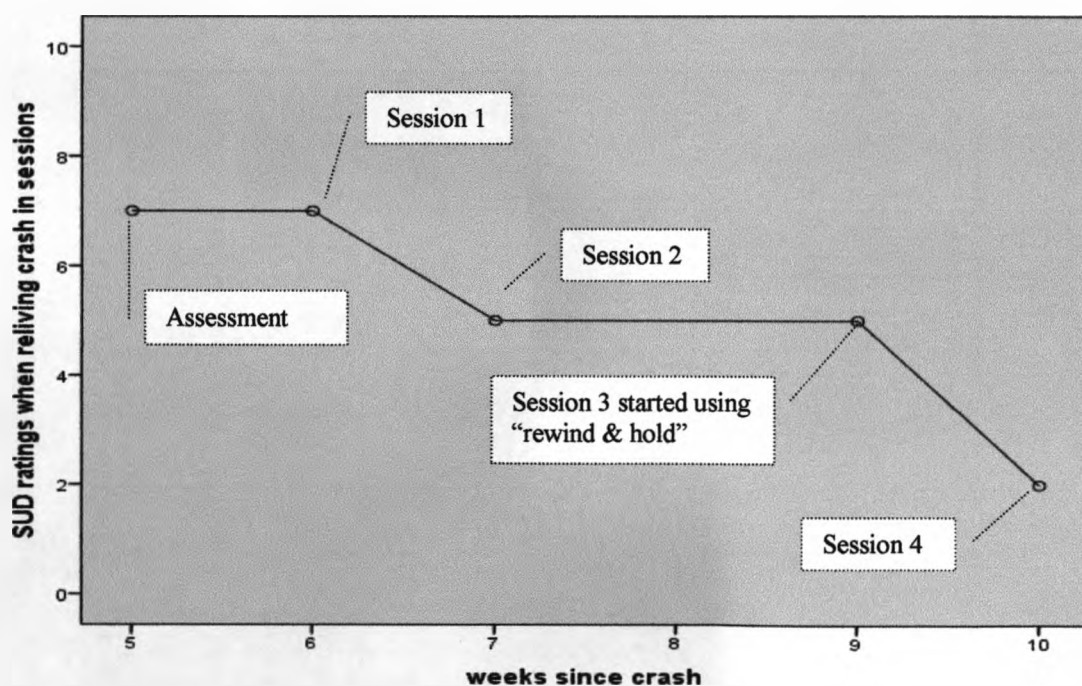 SUD ratings when reliving crash in sessions
10
8
6
4
2
0
Session 1
Session 2
Assessment
Session 3 started using
“rewind & hold”
Session 4
5
6
7
8
9
10
weeks since crash